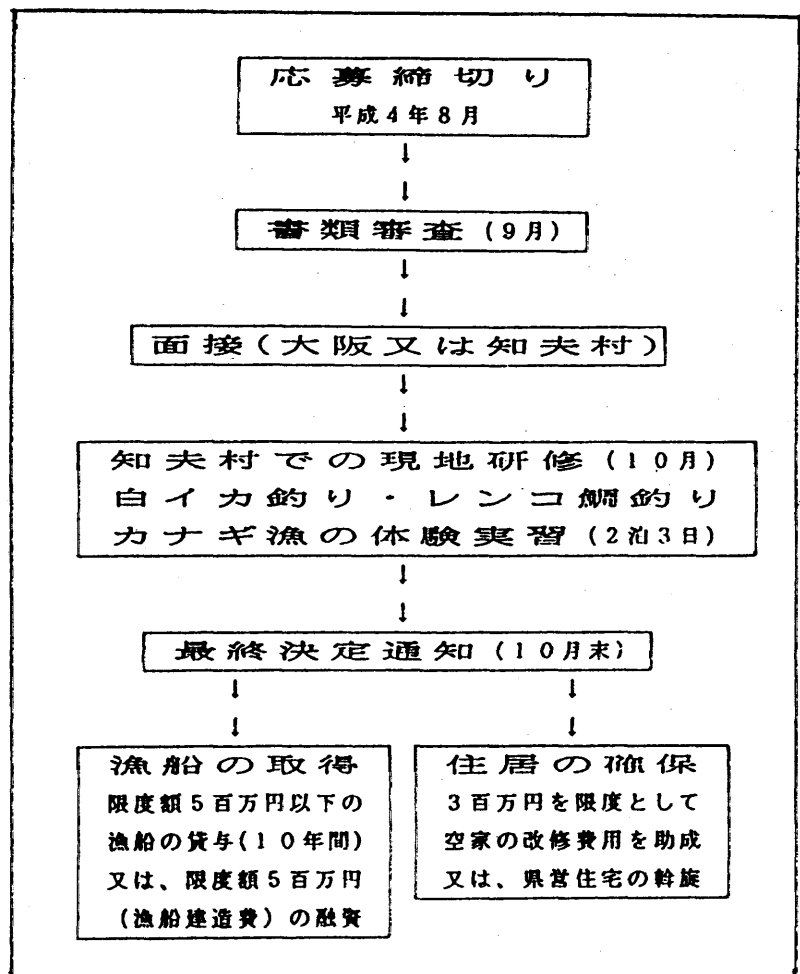 応募締切り
平成4年8月
↓
↓
書類審査(9月)
↓
↓
面接(大阪又は知夫村)
↓
↓
知夫村での現地研修(10月)
白イカ釣り・レンコ鯛釣り
カナギ漁の体験実習(2泊3日)
↓
↓
最終決定通知(10月末)
↓ ↓
↓ ↓
漁船の取得
限度額5百万円以下の
漁船の貸与(10年間)
又は、限度額5百万円
(漁船建造費)の融資
住居の確保
3百万円を限度として
空家の改修費用を助成
又は、県営住宅の斡旋